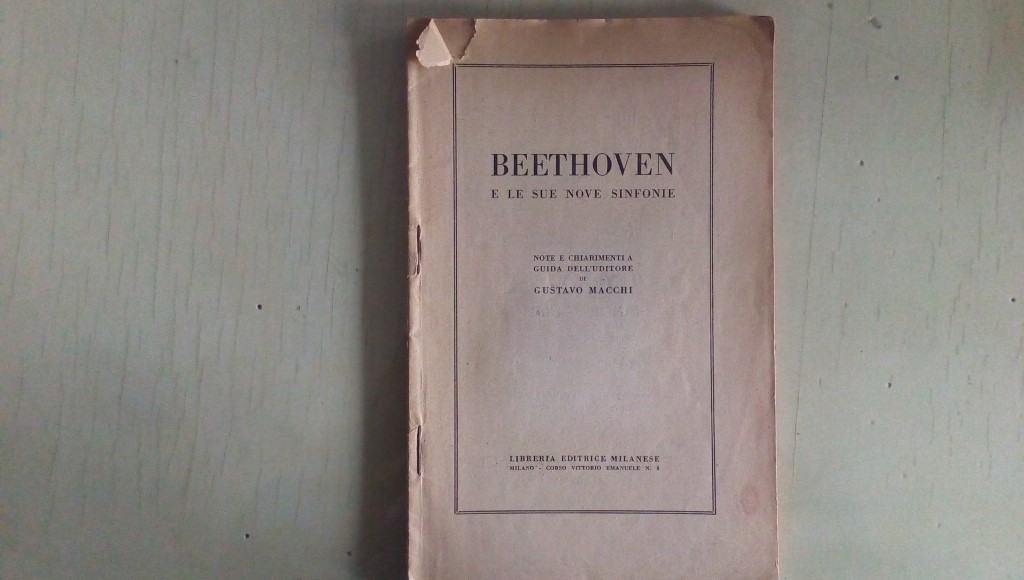 BEETHOVEN
E LE SUE NOVE SINFONIE
NOTE E CHIARIMENTI A
GUIDA DELL'UDITORE
DI
GUSTAVO MACCHI
LIBRERIA EDITRICE MILANESE
MILANO - CORSO VITTORIO EMANUELE N. 8